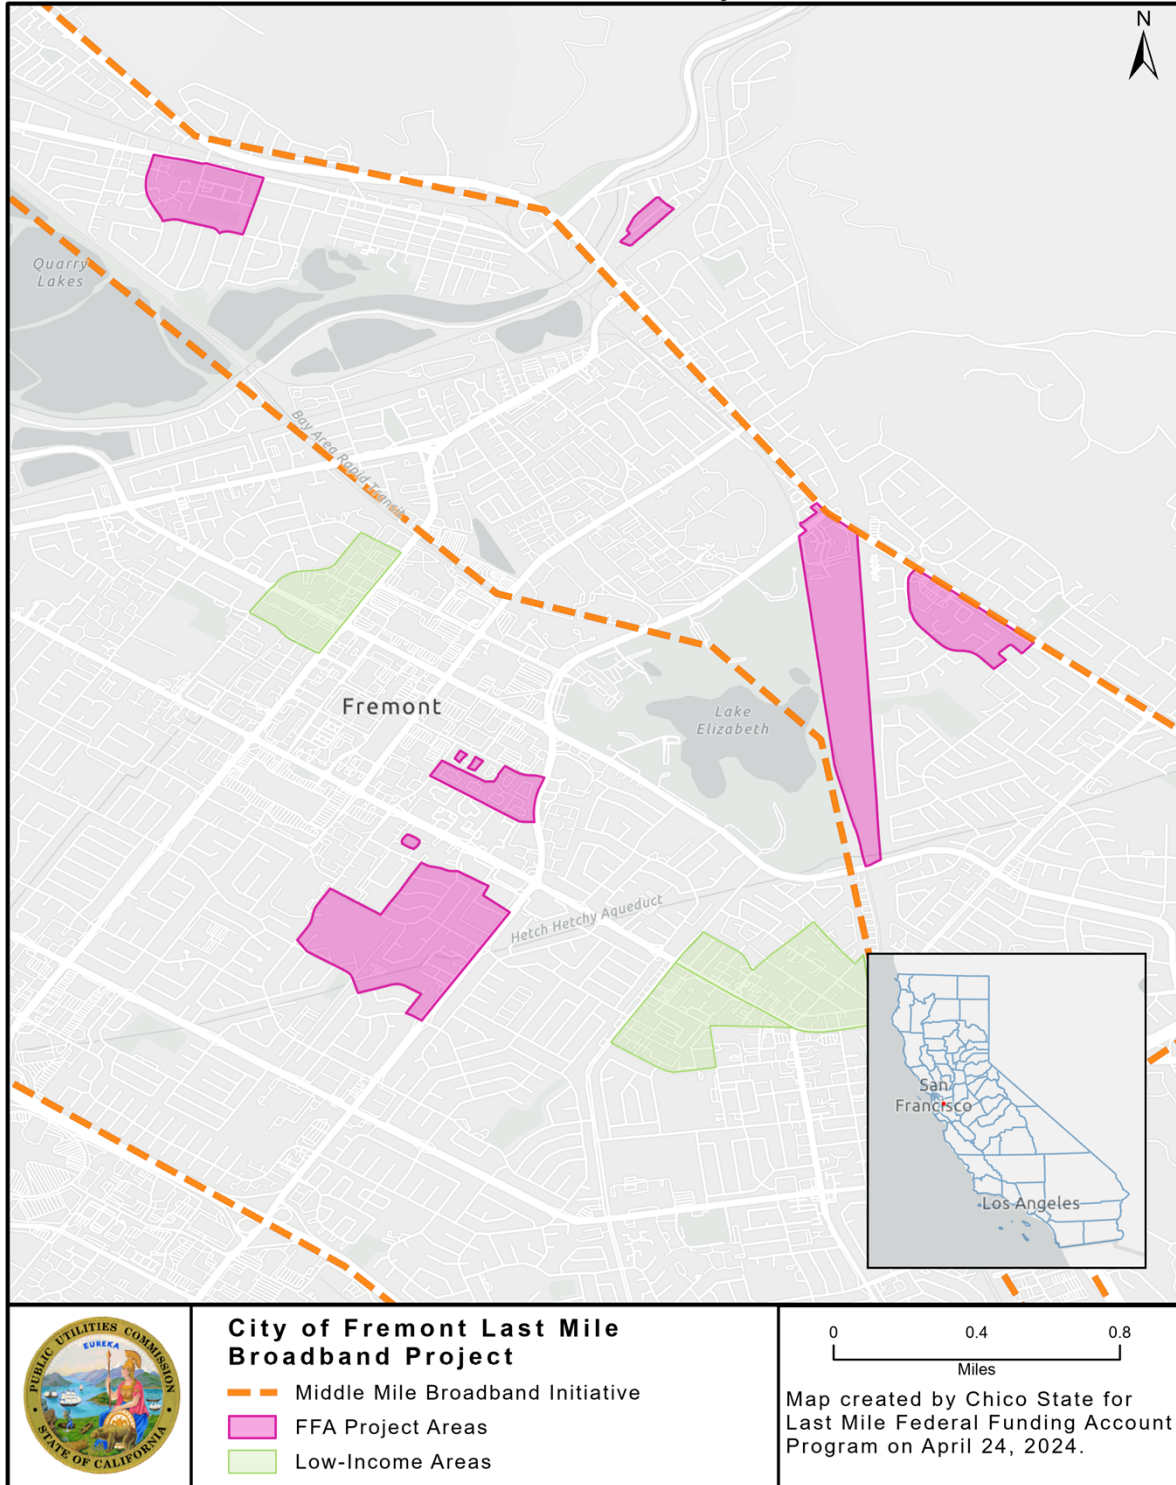 N
Quarry
Lakes
Bay Area Rapid Transit
Fremont
Lake
Elizabeth
Hetch Hetchy Aqueduct
San
Francisco
Los Angeles
PUBLIC UTILITIES COMMISSION
EUREKA
STATE OF CALIFORNIA
City of Fremont Last Mile
Broadband Project
Middle Mile Broadband Initiative
FFA Project Areas
Low-Income Areas
0 0.4 0.8
Miles
Map created by Chico State for
Last Mile Federal Funding Account
Program on April 24, 2024.